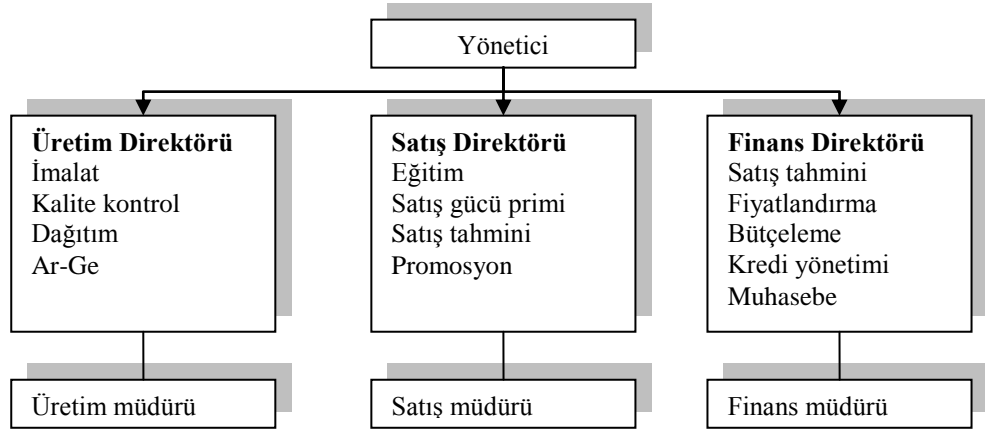 Yönetici
Üretim Direktörü
İmalat
Kalite kontrol
Dağıtım
Ar-Ge
Satış Direktörü
Eğitim
Satış gücü primi
Satış tahmini
Promosyon
Finans Direktörü
Satış tahmini
Fiyatlandırma
Bütçeleme
Kredi yönetimi
Muhasebe
Üretim müdürü
Satış müdürü
Finans müdürü